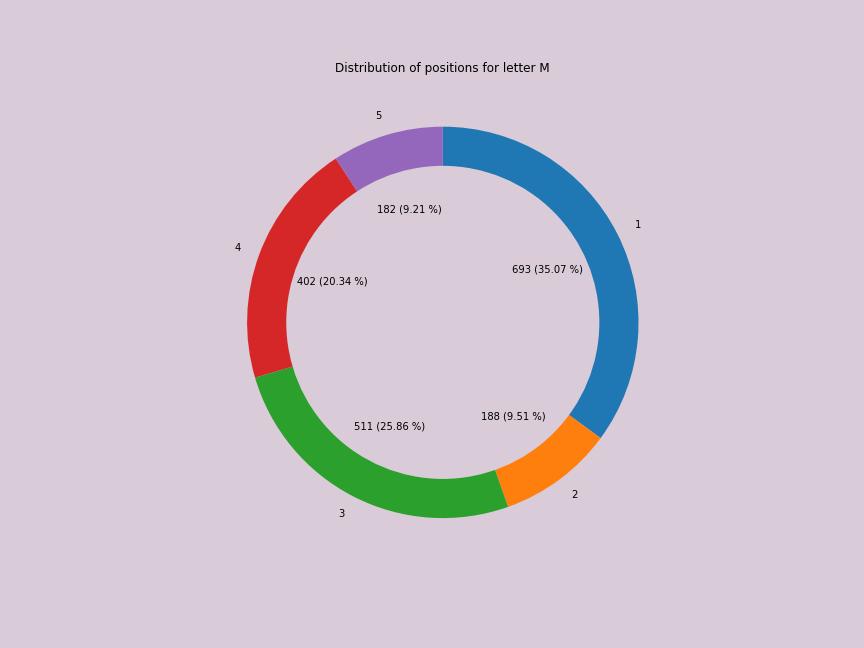 Distribution of positions for letter M
5
182 (9.21 %)
1
4
693 (35.07 %)
402 (20.34 %)
188 (9.51 %)
511 (25.86 %)
2
3